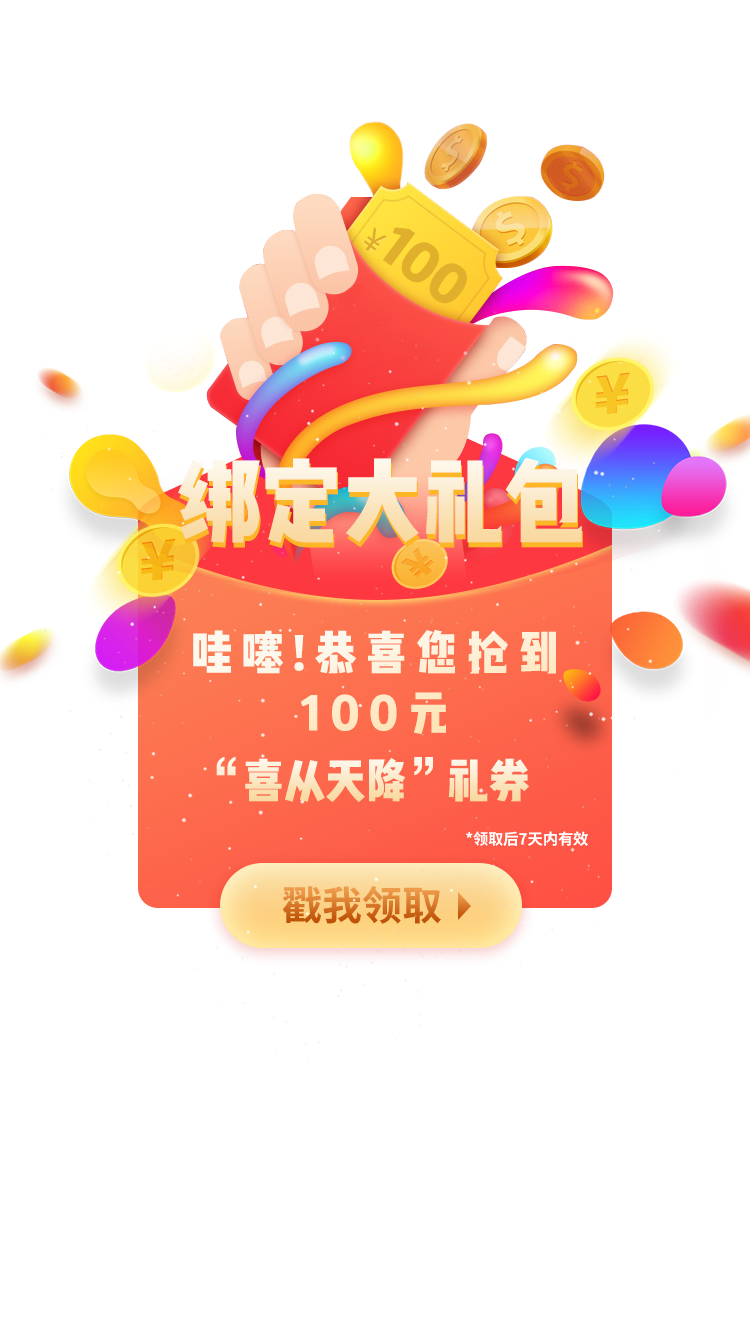 ¥100
$
$
$
¥
绑定大礼包
¥
¥
哇噻!恭喜您抢到
100元
“喜从天降”礼券
*领取后7天内有效
戳我领取